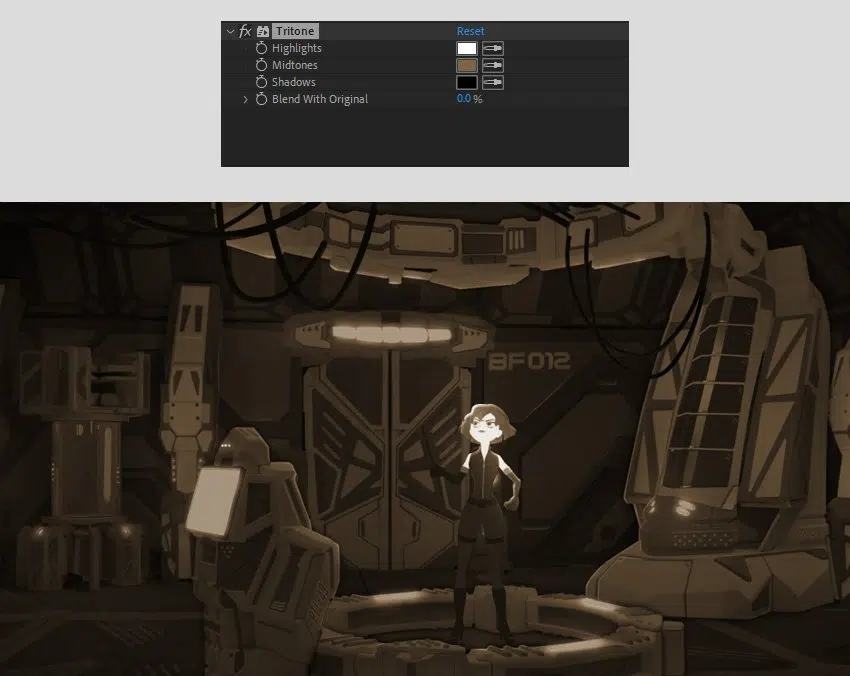 fx Tritone Reset
Highlights
Midtones
Shadows
Blend With Original 0.0 %
BF012